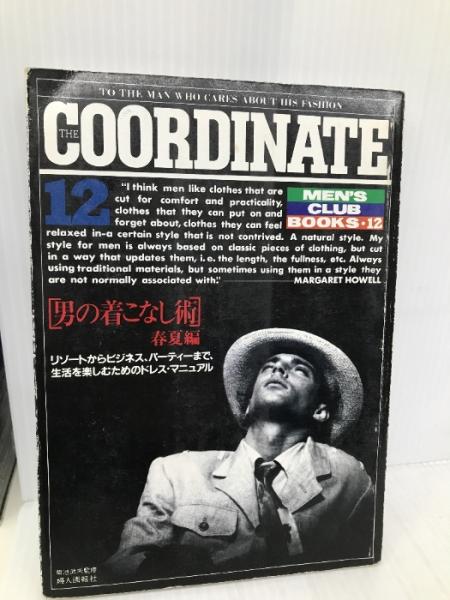 TO THE MAN WHO CARES ABOUT HIS FASHION
THE COORDINATE
12
"I think men like clothes that are
cut for comfort and practicality,
clothes that they can put on and
forget about, clothes they can feel
relaxed in-a certain style that is not contrived. A natural style. My
style for men is always based on classic pieces of clothing, but cut
in a way that updates them, i.e. the length, the fullness, etc. Always
using traditional materials, but sometimes using them in a style they
are not normally associated with."
MARGARET HOWELL
MEN'S
CLUB
BOOKS・12
[男の着こなし術]
春夏編
リゾートからビジネス、パーティーまで、
生活を楽しむためのドレス・マニュアル
菊池武夫監修
婦人画報社